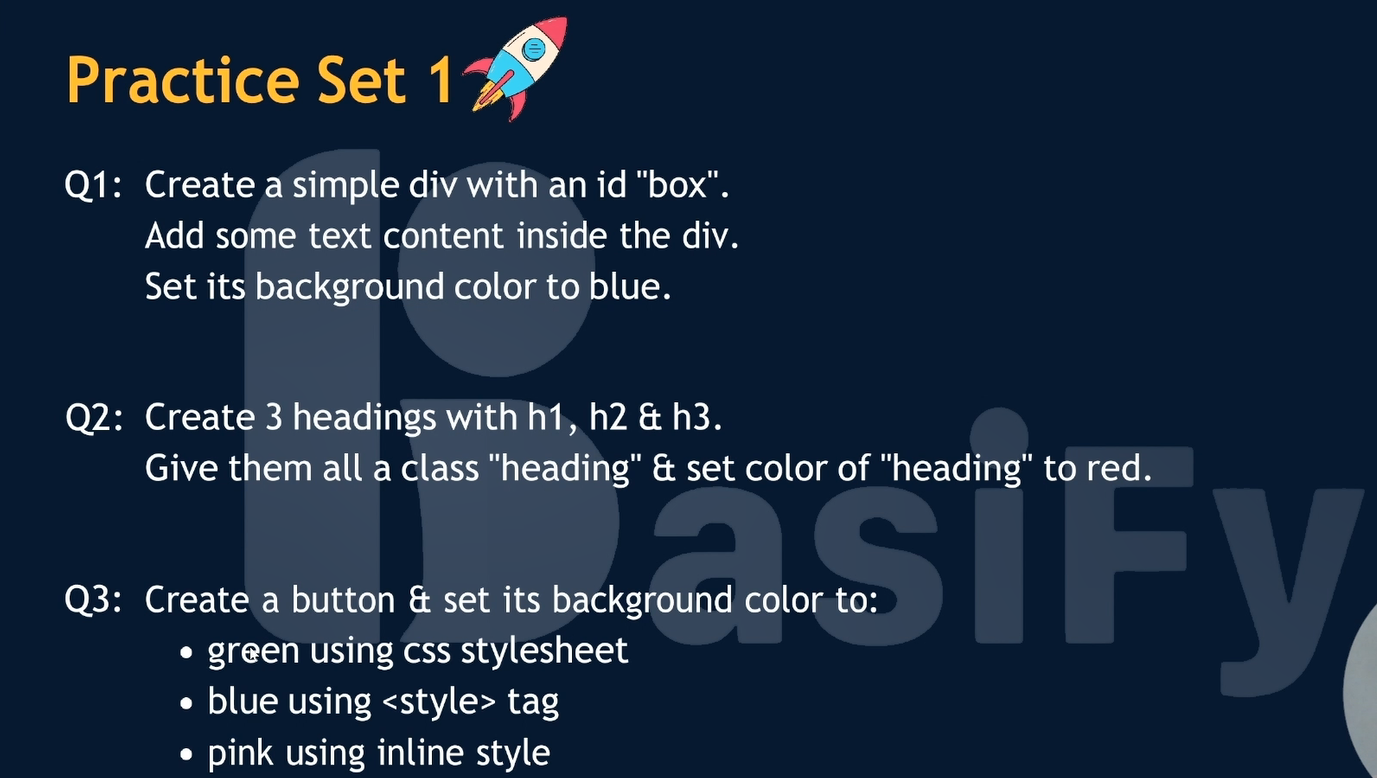 Practice Set 1
Q1: Create a simple div with an id "box".
Add some text content inside the div.
Set its background color to blue.
Q2: Create 3 headings with h1, h2 & h3.
Give them all a class "heading" & set color of "heading" to red.
BasiFy
Q3: Create a button & set its background color to:
• green using css stylesheet
• blue using <style> tag
• pink using inline style